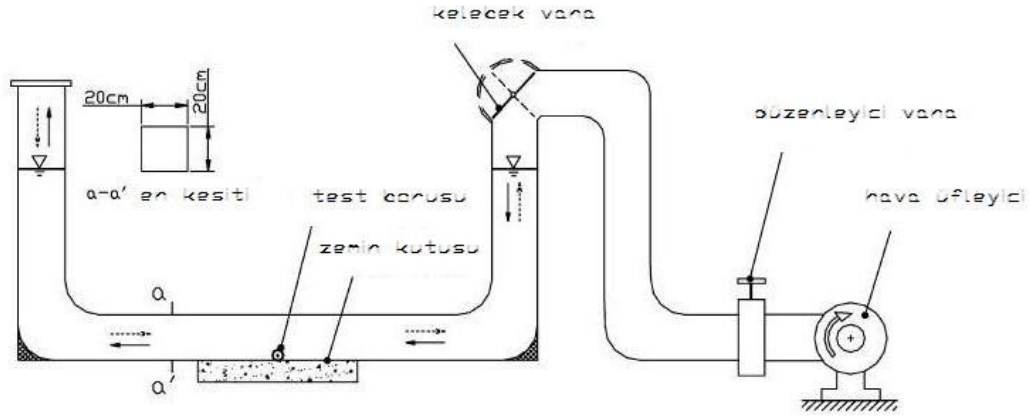 kelebek vana
20cm
20cm
düzenleyici vana
a-a' en kesiti
test borusu
hava üfleyici
zemin kutusu
a
a'